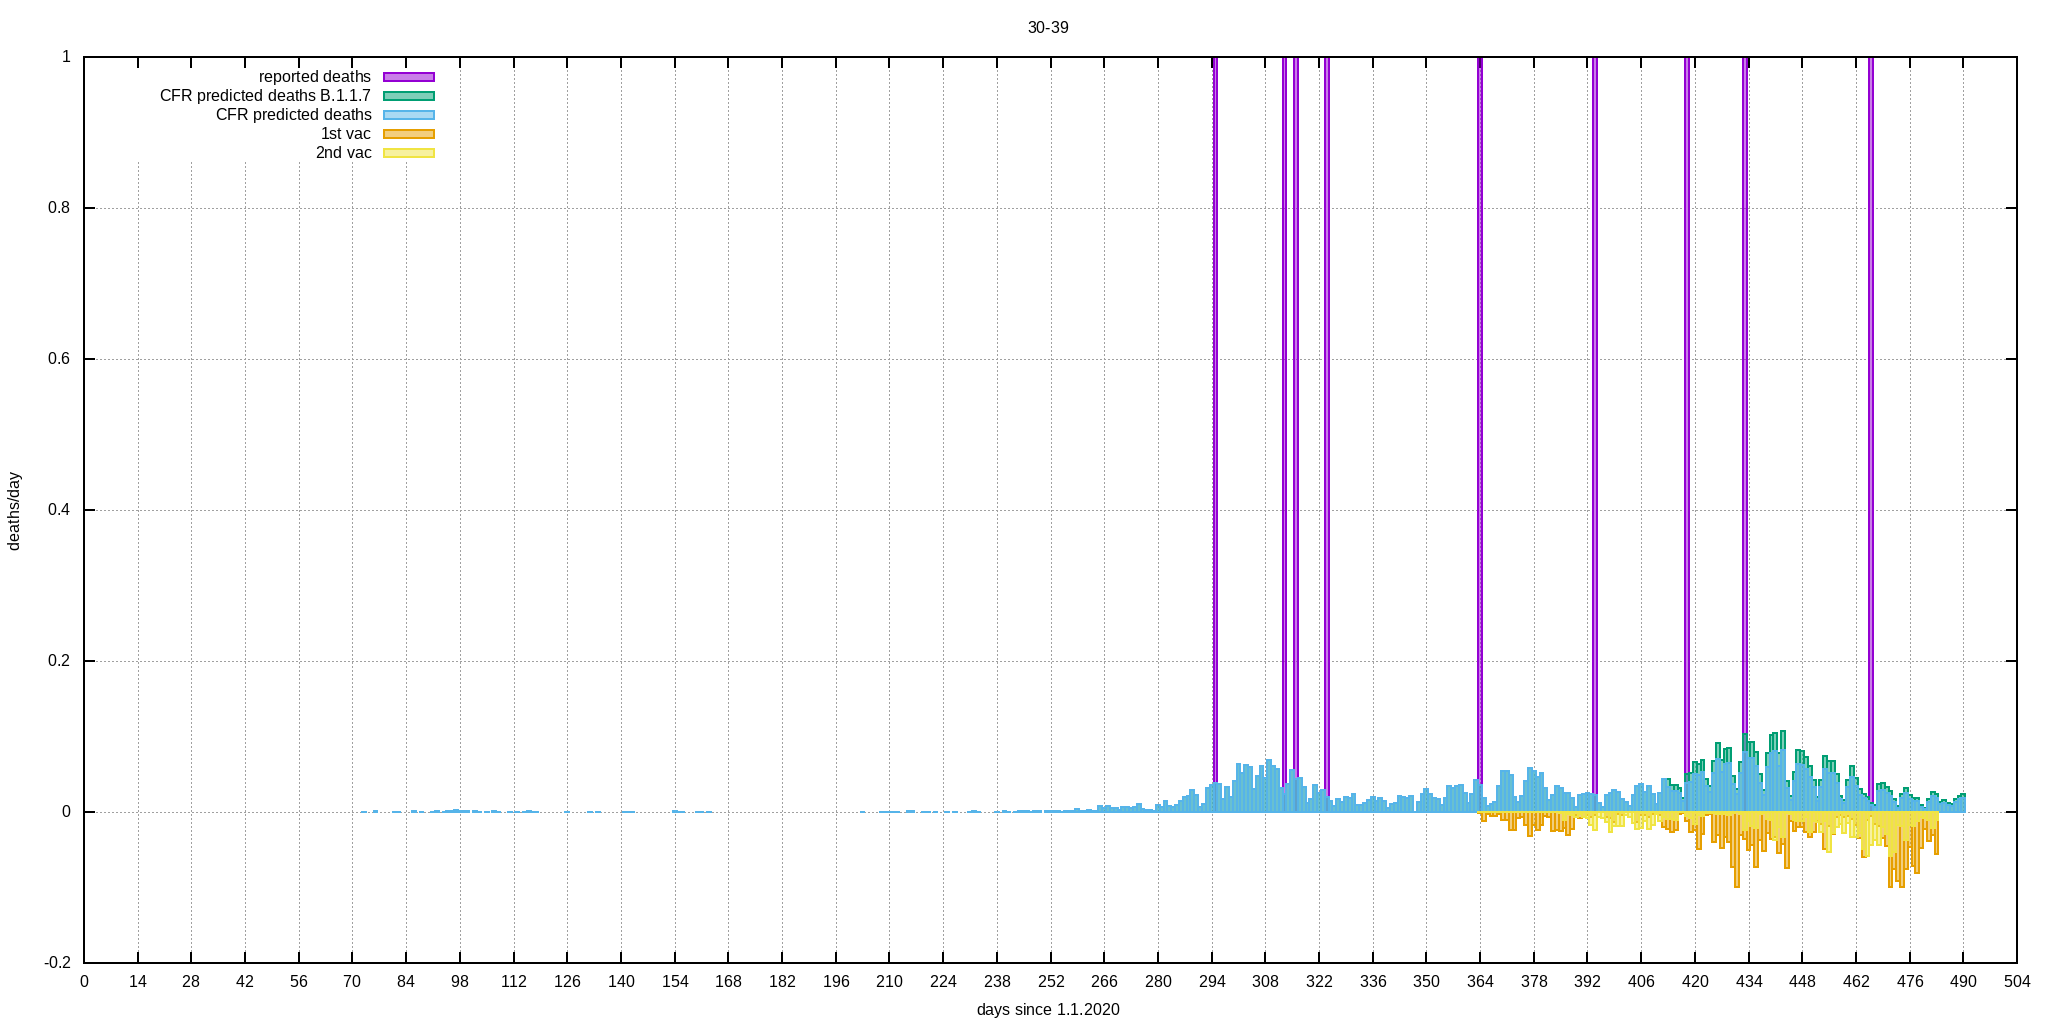 30-39
1
reported deaths
CFR predicted deaths B.1.1.7
CFR predicted deaths
1st vac
2nd vac
0.8
0.6
0.4
0.2
0
-0.2
deaths/day
0 14 28 42 56 70 84 98 112 126 140 154 168 182 196 210 224 238 252 266 280 294 308 322 336 350 364 378 392 406 420 434 448 462 476 490 504
days since 1.1.2020